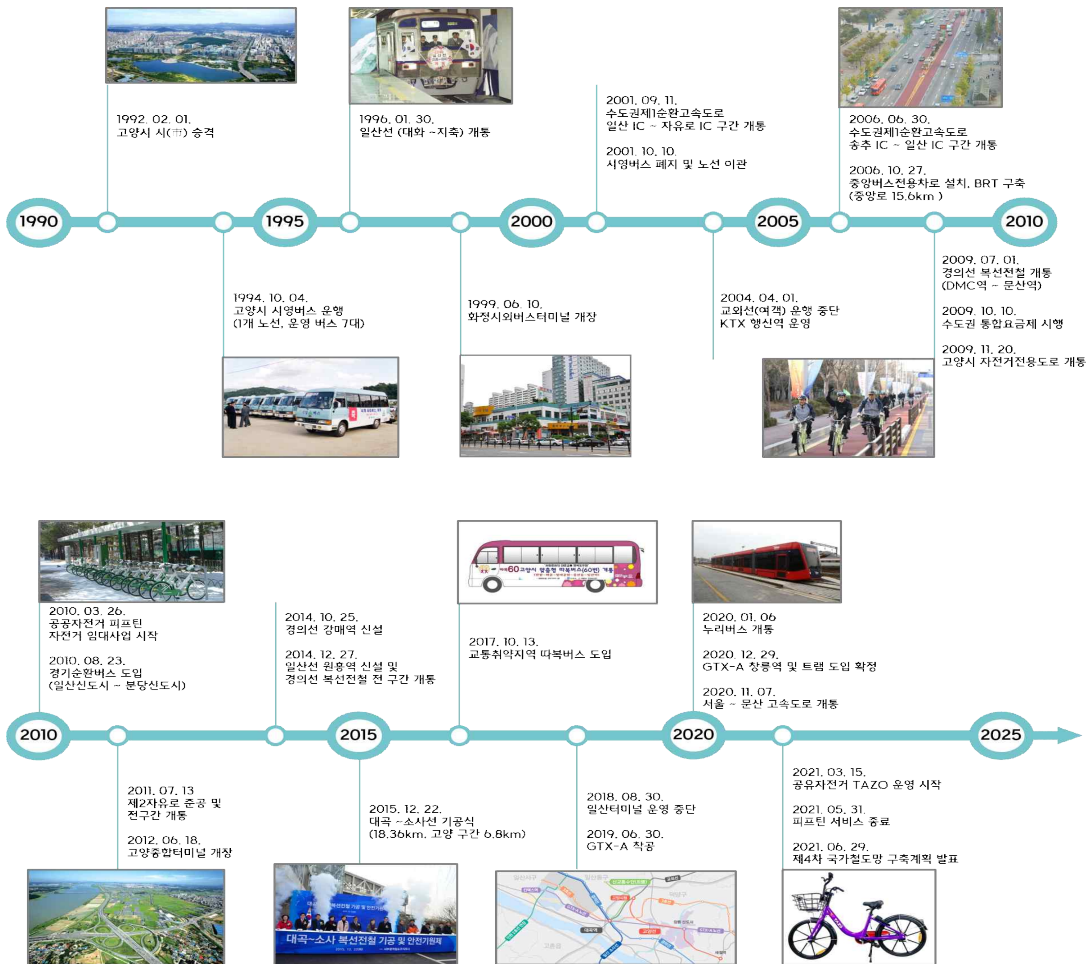 1992. 02. 01.
고양시 시(市) 승격
1996. 01. 30.
일산선 (대화 ~지축) 개통
2001. 09. 11.
수도권제1순환고속도로
일산 IC ~ 자유로 IC 구간 개통
2001. 10. 10.
시영버스 폐지 및 노선 이관
2006. 06. 30.
수도권제1순환고속도로
송추 IC ~ 일산 IC 구간 개통
2006. 10. 27.
중앙버스전용차로 설치, BRT 구축
(중앙로 15.6km )
1990
1995
2000
2005
2010
1994. 10. 04.
고양시 시영버스 운행
(1개 노선, 운영 버스 7대)
1999. 06. 10.
화정시외버스터미널 개장
2004. 04. 01.
교외선(여객) 운행 중단
KTX 행신역 운영
2009. 07. 01.
경의선 복선전철 개통
(DMC역 ~ 문산역)
2009. 10. 10.
수도권 통합요금제 시행
2009. 11. 20.
고양시 자전거전용도로 개통
2010. 03. 26.
공공자전거 피프틴
자전거 임대사업 시작
2010. 08. 23.
경기순환버스 도입
(일산신도시 ~ 분당신도시)
2014. 10. 25.
경의선 강매역 신설
2014. 12. 27.
일산선 원흥역 신설 및
경의선 복선전철 전 구간 개통
60 고양시 맞춤형 따복버스(60번) 개통
2017. 10. 13.
교통취약지역 따복버스 도입
2020. 01. 06
누리버스 개통
2020. 12. 29.
GTX-A 창릉역 및 트램 도입 확정
2020. 11. 07.
서울 ~ 문산 고속도로 개통
2010
2015
2020
2025
2011. 07. 13
제2자유로 준공 및
전구간 개통
2012. 06. 18.
고양종합터미널 개장
2015. 12. 22.
대곡 ~소사선 기공식
(18.36km, 고양 구간 6.8km)
대곡~소사 복선전철 기공 및 안전기원제
2018. 08. 30.
일산터미널 운영 중단
2019. 06. 30.
GTX-A 착공
2021. 03. 15.
공유자전거 TAZO 운영 시작
2021. 05. 31.
피프틴 서비스 종료
2021. 06. 29.
제4차 국가철도망 구축계획 발표